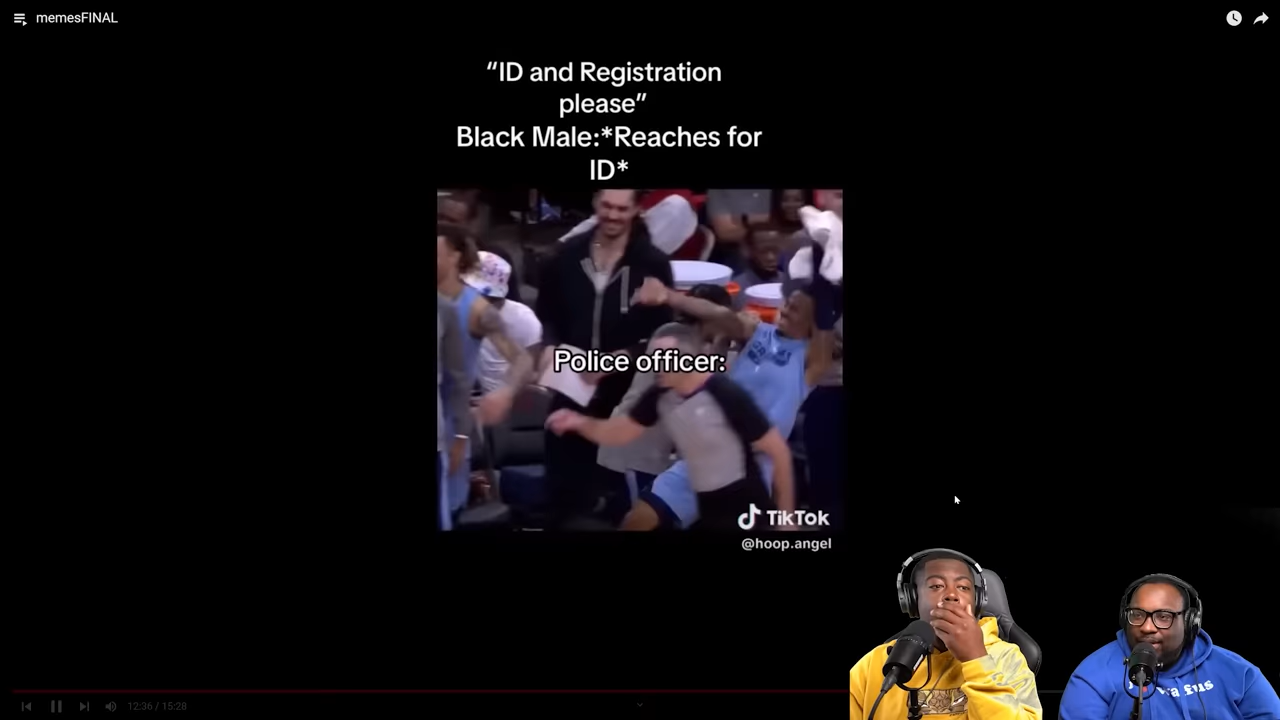 memesFINAL
“ID and Registration
please”
Black Male:*Reaches for
ID*
Police officer:
TikTok
@hoop.angel
12:36 / 15:28